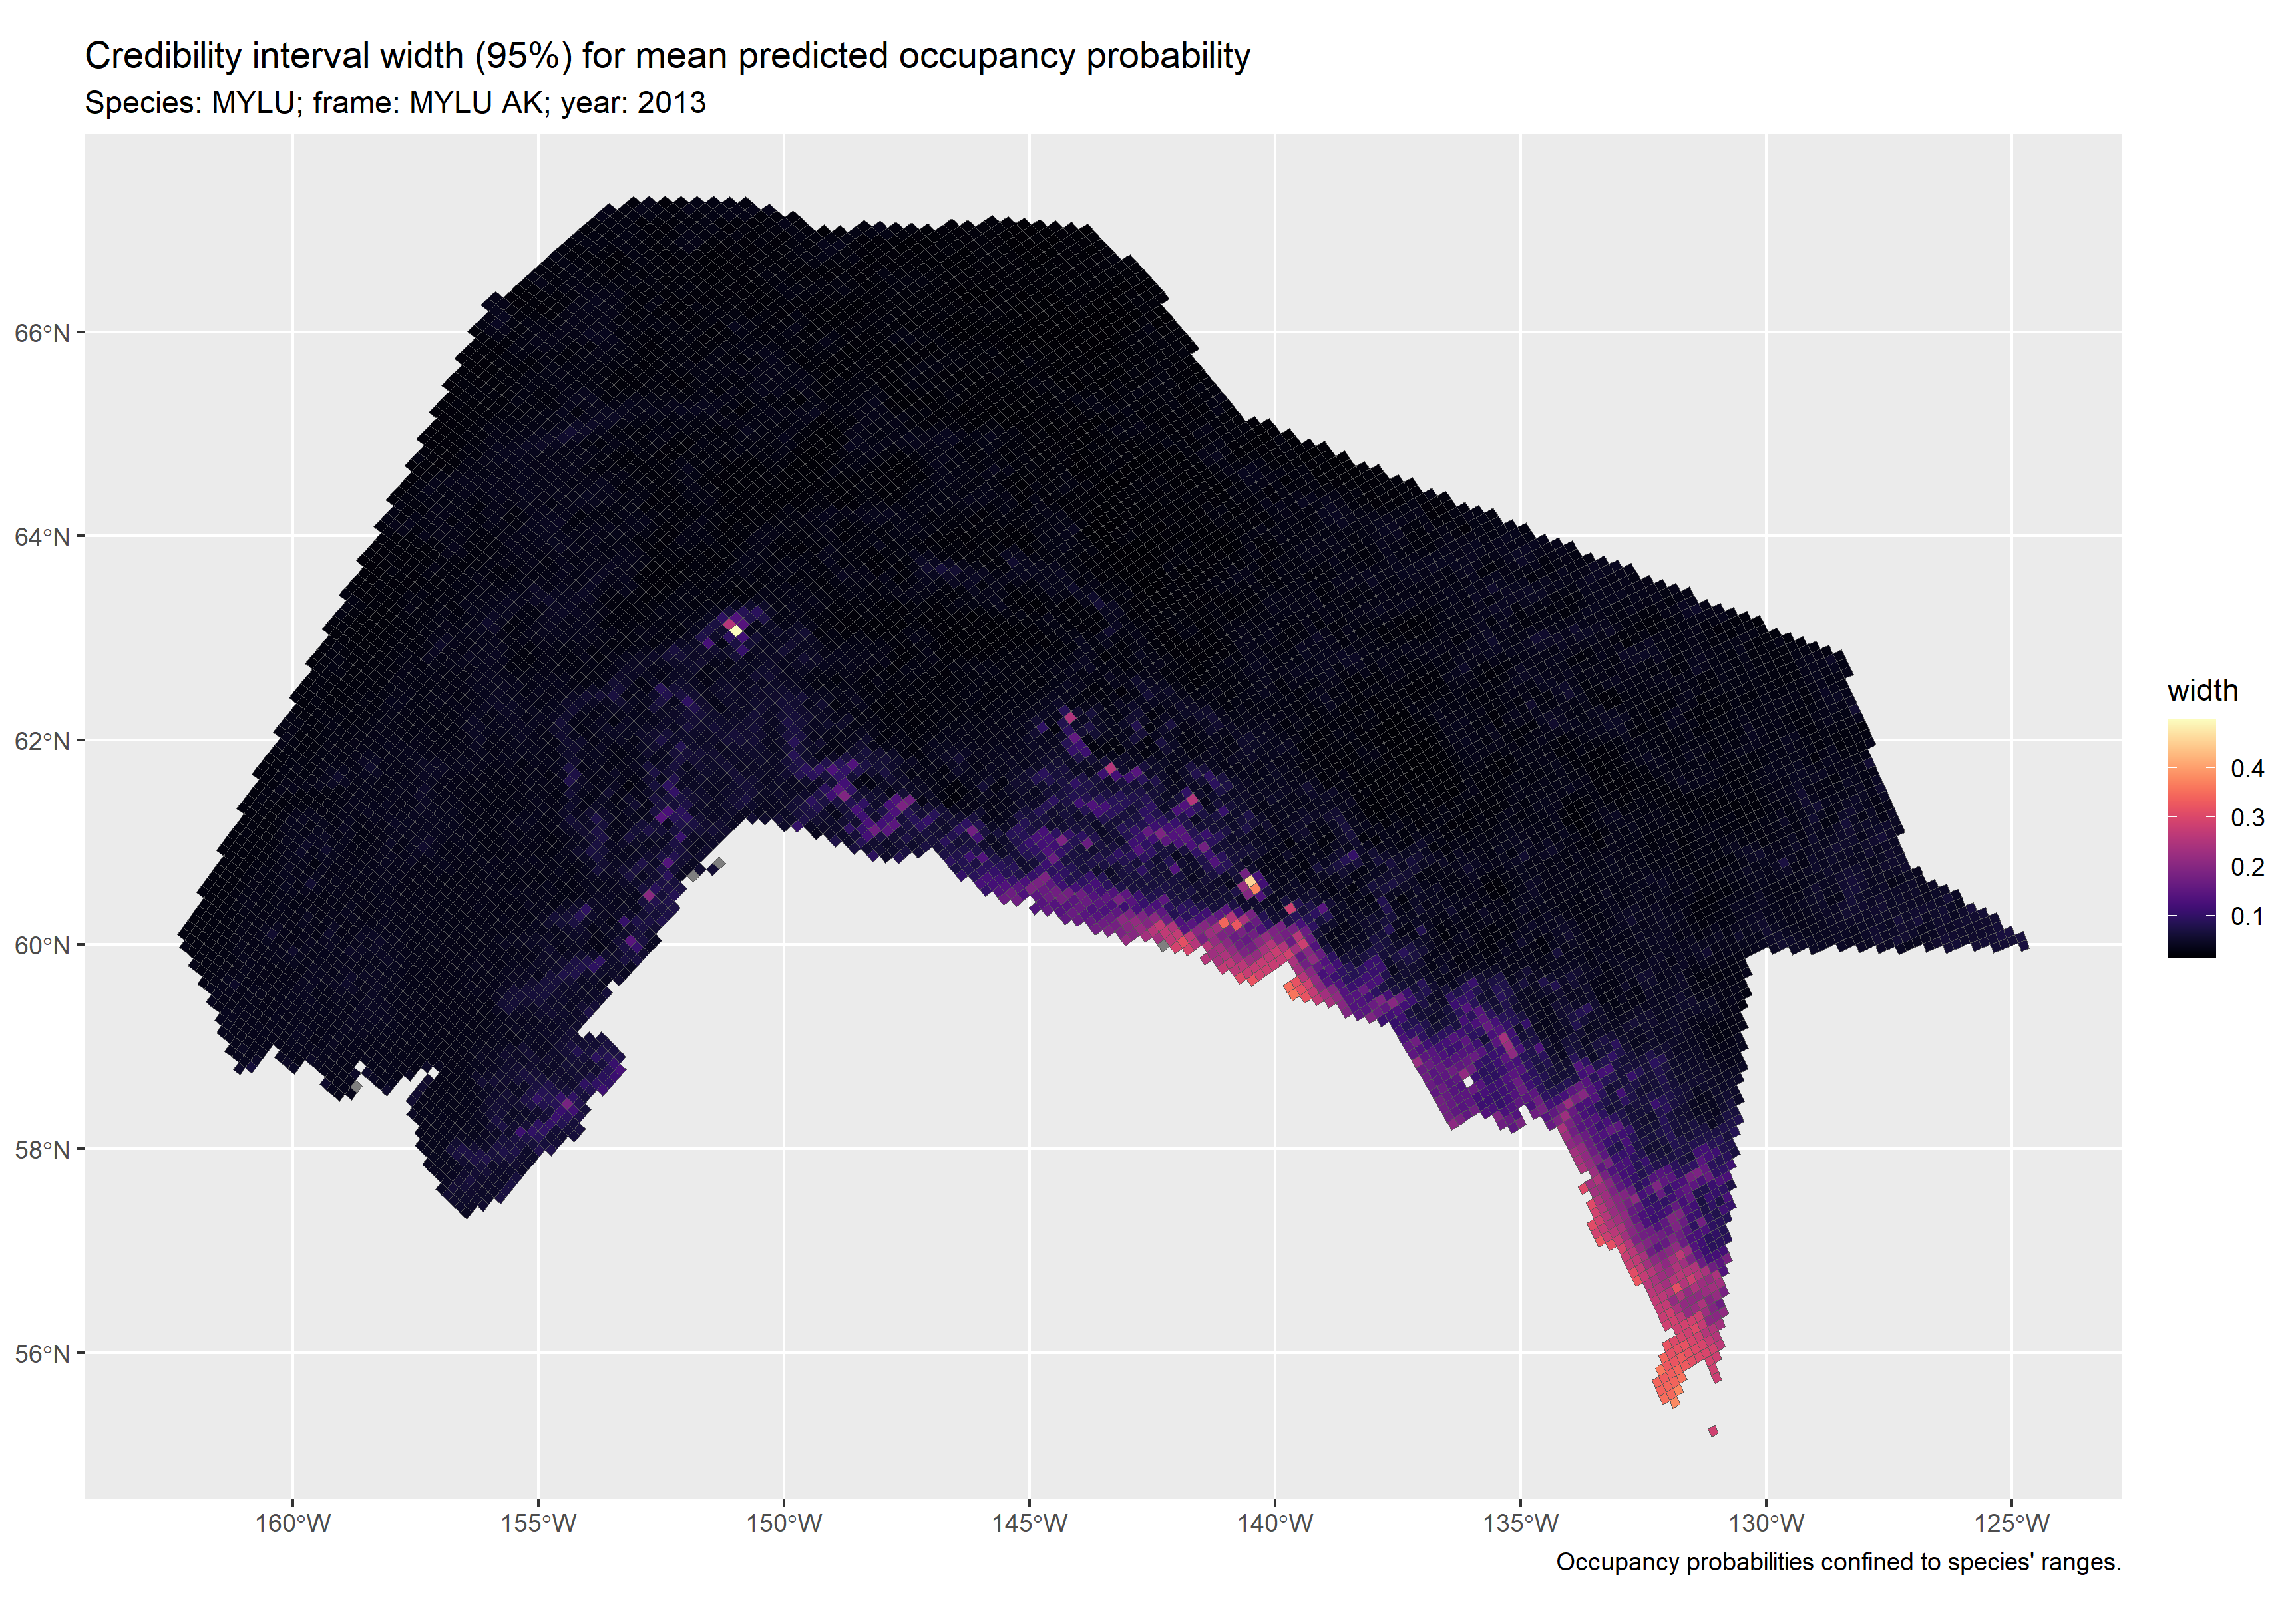 Credibility interval width (95%) for mean predicted occupancy probability
Species: MYLU; frame: MYLU AK; year: 2013
66°N
64°N
62°N
60°N
58°N
56°N
160°W 155°W 150°W 145°W 140°W 135°W 130°W 125°W
width
0.4
0.3
0.2
0.1
Occupancy probabilities confined to species' ranges.